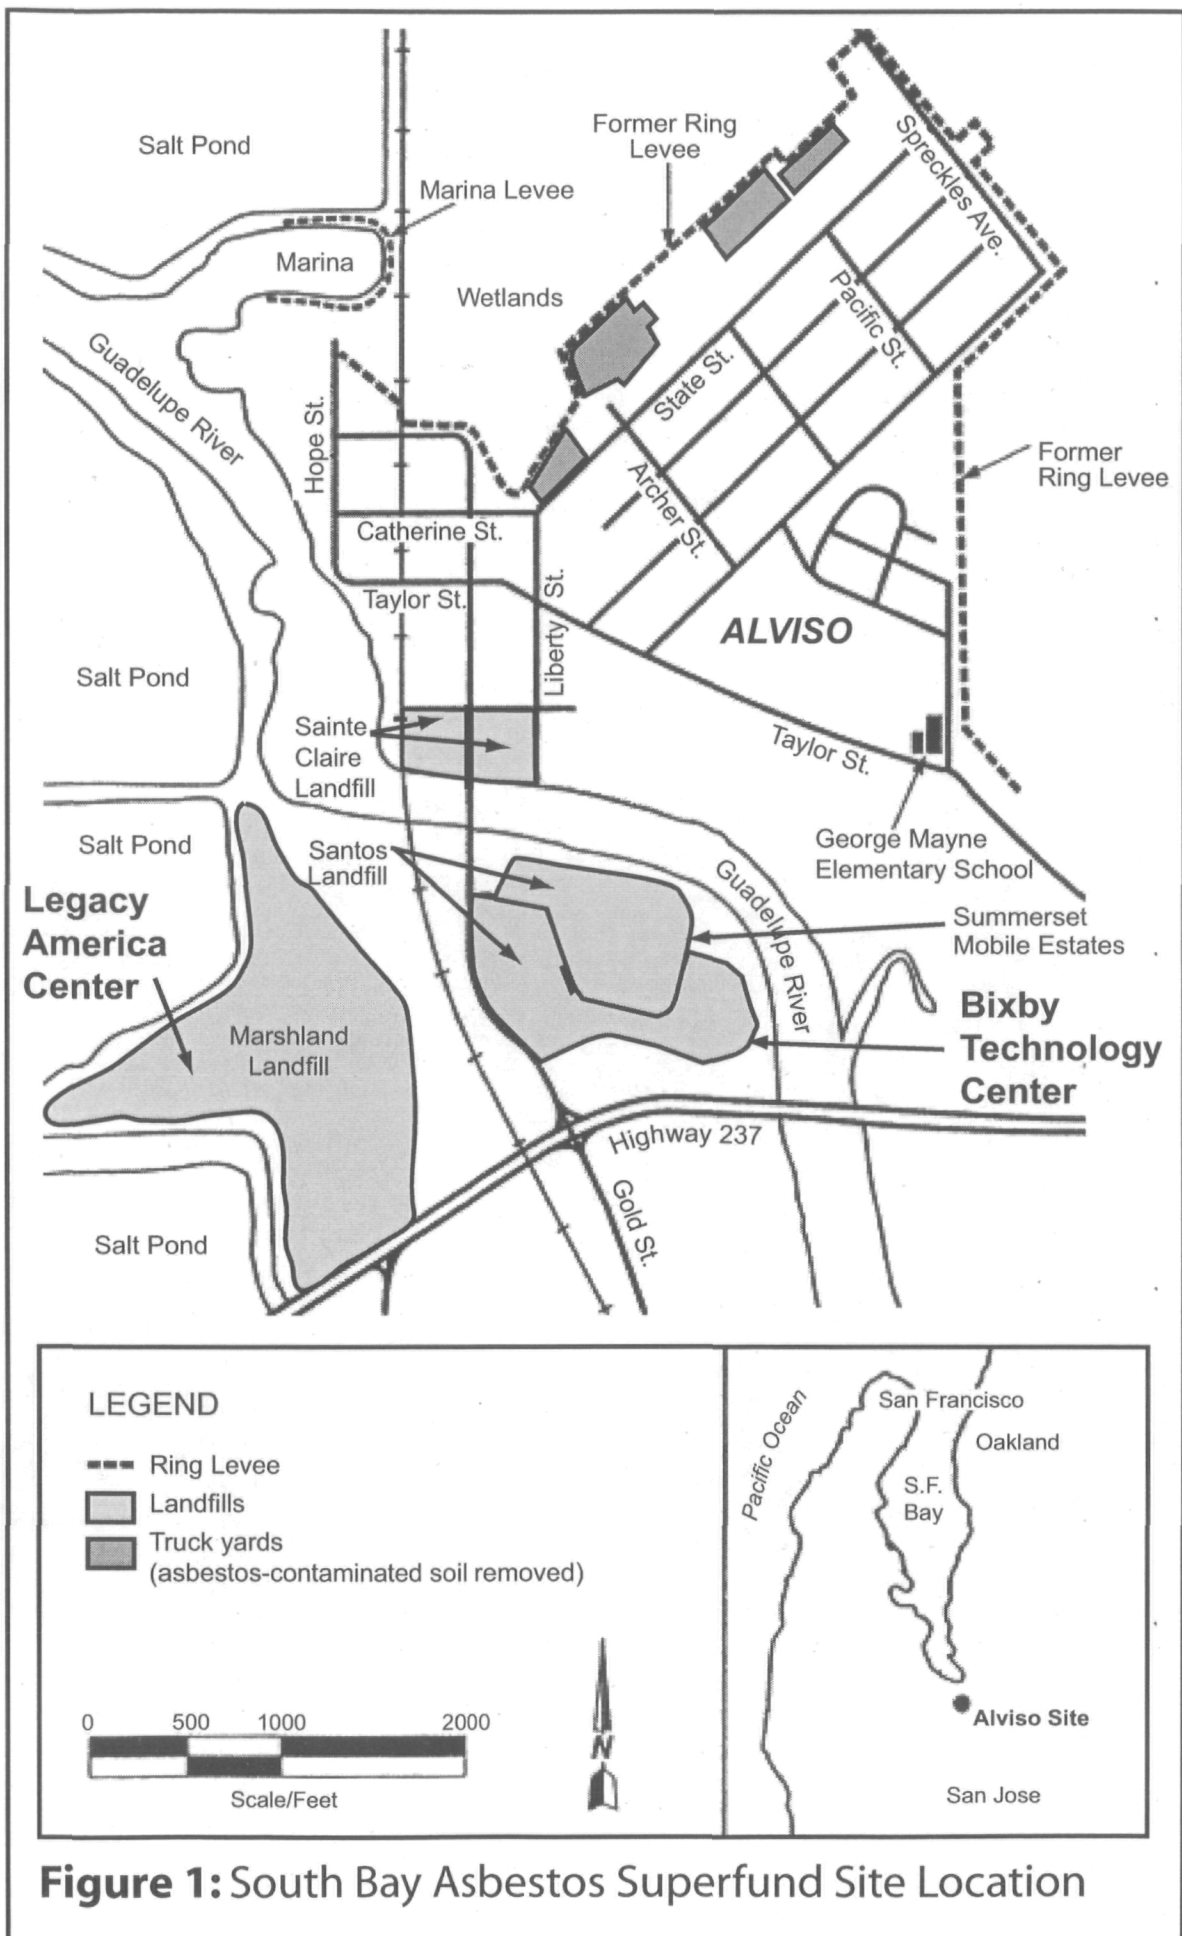 Salt Pond
Former Ring
Levee
Spreckles Ave.
Marina Levee
Marina
Wetlands
Pacific St.
Guadelupe River
State St.
Hope St.
Former
Ring Levee
Archer St.
Catherine St.
Taylor St.
Liberty St.
ALVISO
Salt Pond
Sainte
Claire
Landfill
Taylor St.
Salt Pond
Santos
Landfill
George Mayne
Elementary School
Guadelupe River
Legacy
America
Center
Summerset
Mobile Estates
Bixby
Technology
Center
Marshland
Landfill
Highway 237
Gold St.
Salt Pond
LEGEND
Ring Levee
Landfills
Truck yards
(asbestos-contaminated soil removed)
0 500 1000 2000
Scale/Feet
N
Pacific Ocean
San Francisco
Oakland
S.F.
Bay
Alviso Site
San Jose
Figure 1: South Bay Asbestos Superfund Site Location